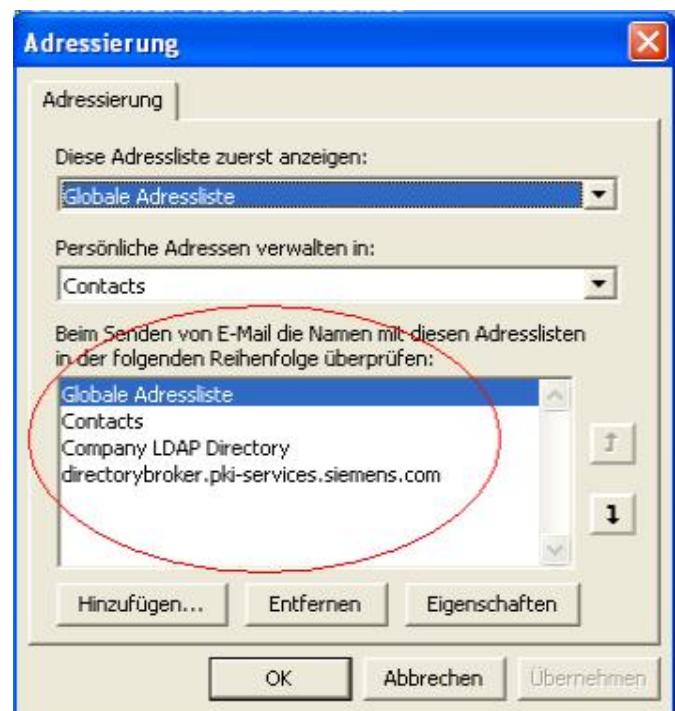 Adressierung
Adressierung
Diese Adressliste zuerst anzeigen:
Globale Adressliste
Persönliche Adressen verwalten in:
Contacts
Beim Senden von E-Mail die Namen mit diesen Adresslisten
in der folgenden Reihenfolge überprüfen:
Globale Adressliste
Contacts
Company LDAP Directory
directorybroker.pki-services.siemens.com
Hinzufügen... Entfernen Eigenschaften
OK Abbrechen Übernehmen